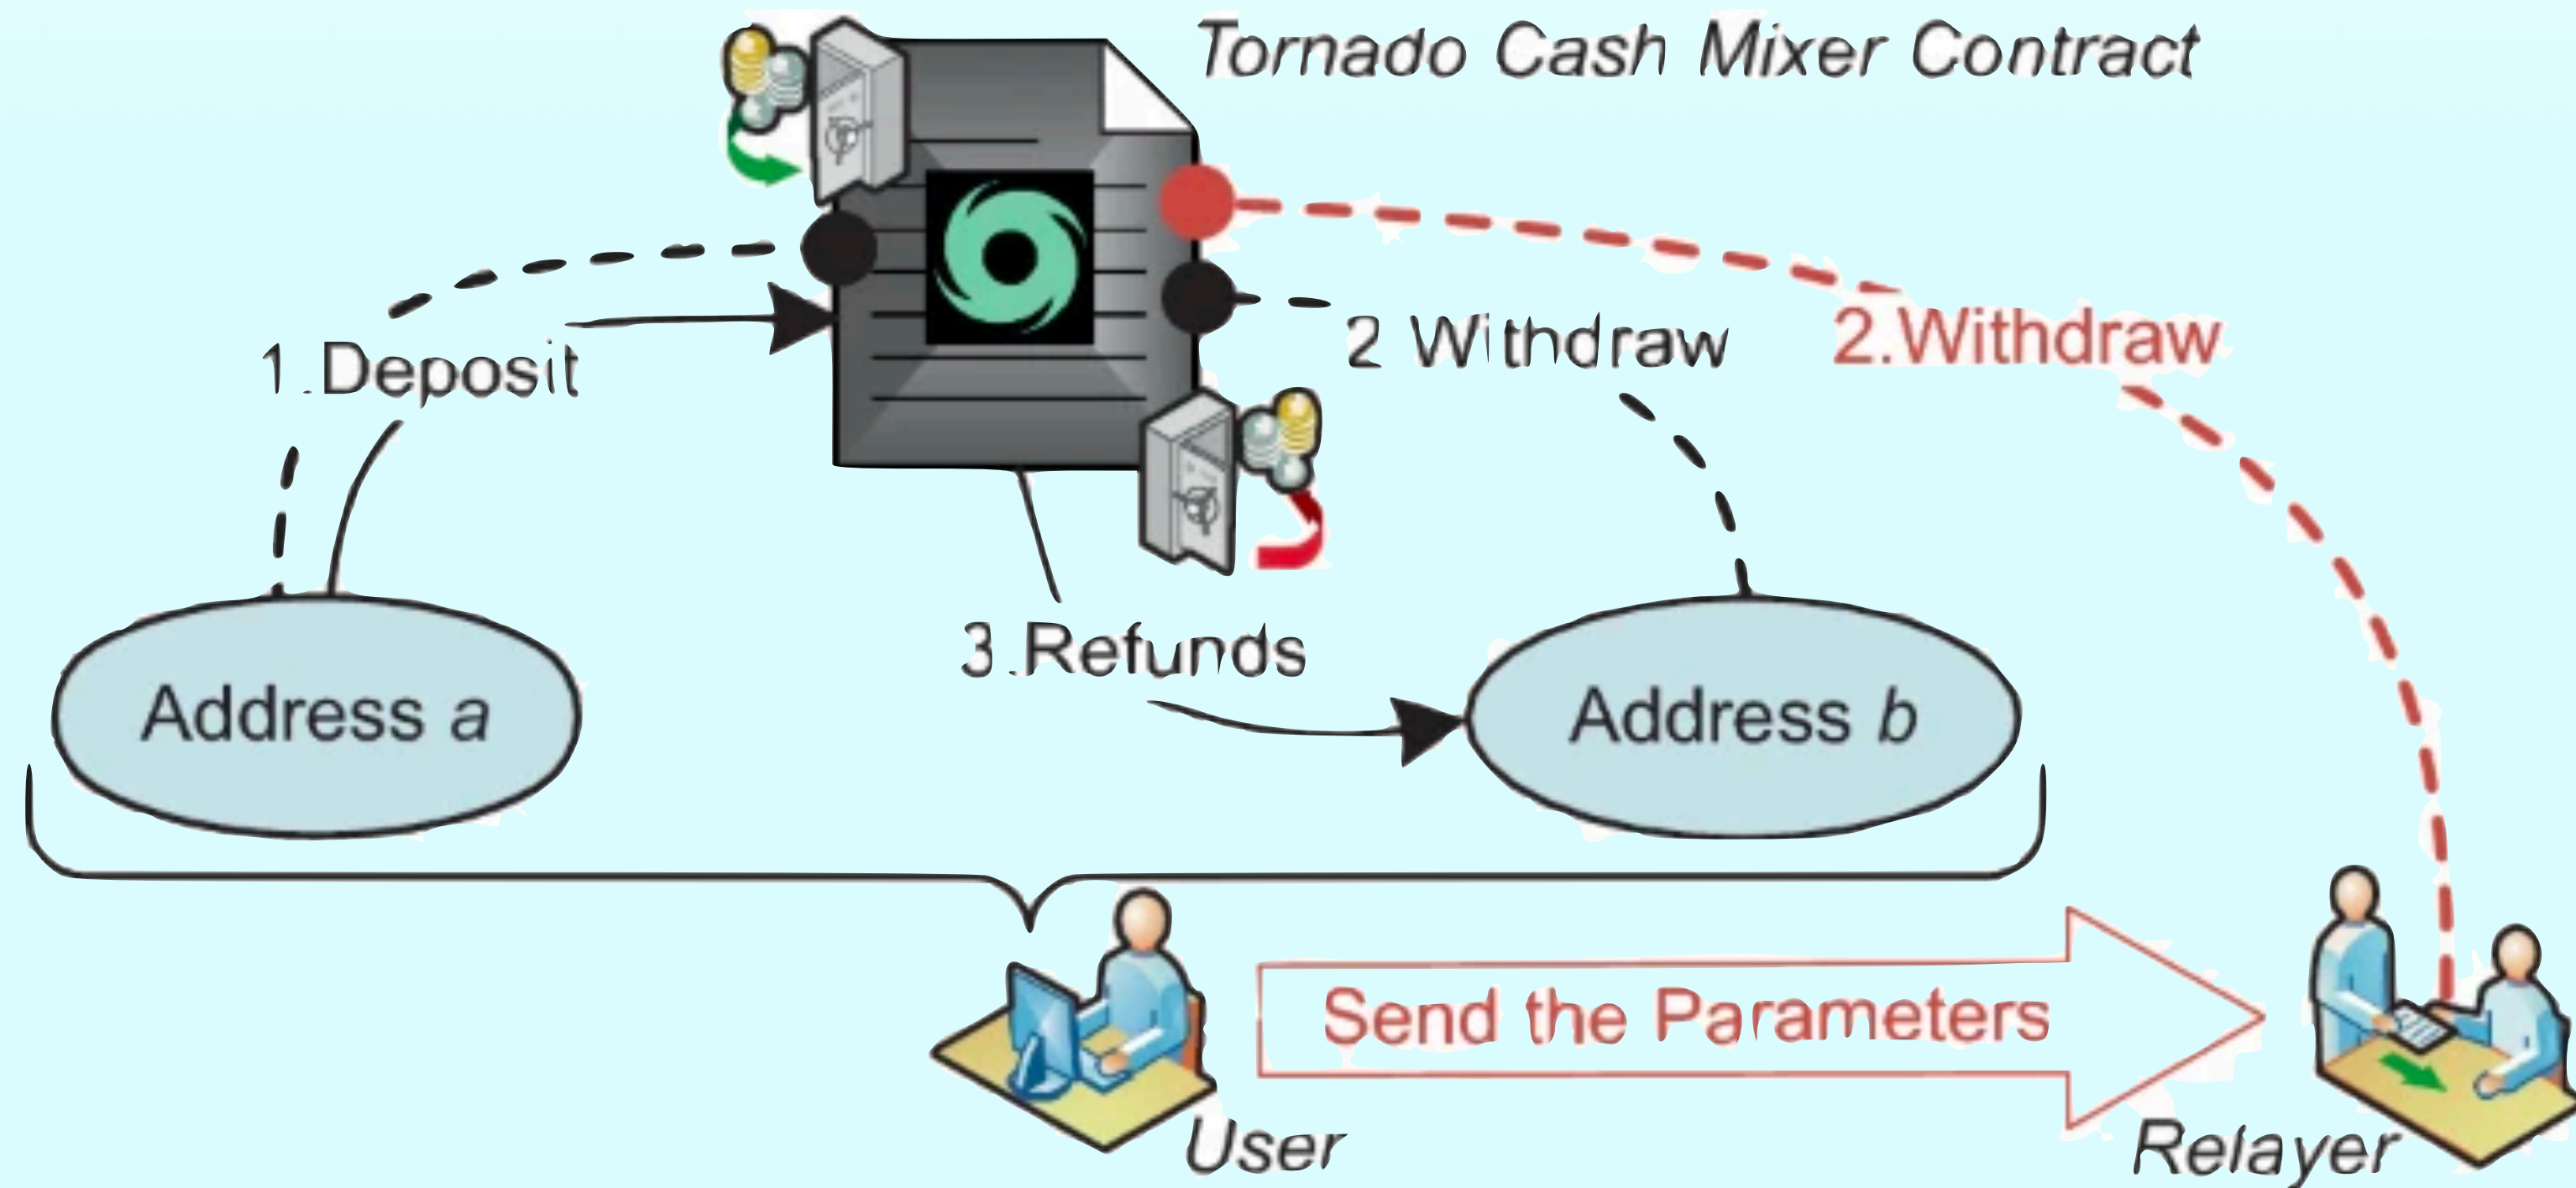 Tornado Cash Mixer Contract
1.Deposit
2 Withdraw
2.Withdraw
3.Refunds
Address a
Address b
Send the Parameters
User
Relayer